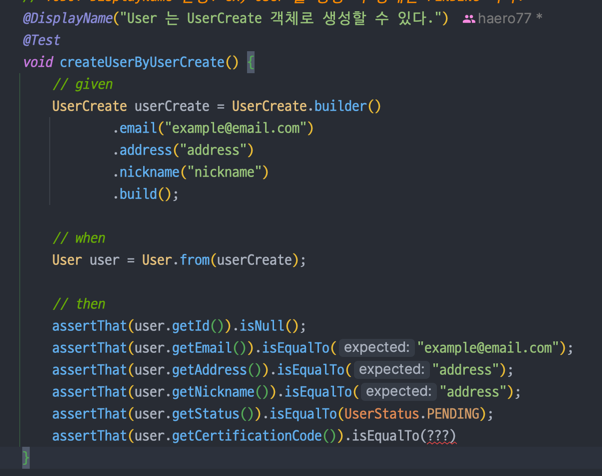 @DisplayName("User 는 UserCreate 객체로 생성할 수 있다.") haero77 *
@Test
void createUserByUserCreate() {
// given
UserCreate userCreate = UserCreate.builder()
.email("example@email.com")
.address("address")
.nickname("nickname")
.build();
// when
User user = User.from(userCreate);
// then
assertThat(user.getId()).isNull();
assertThat(user.getEmail()).isEqualTo( expected: "example@email.com");
assertThat(user.getAddress()).isEqualTo( expected: "address");
assertThat(user.getNickname()).isEqualTo( expected: "address");
assertThat(user.getStatus()).isEqualTo(UserStatus.PENDING);
assertThat(user.getCertificationCode()).isEqualTo(???)
}